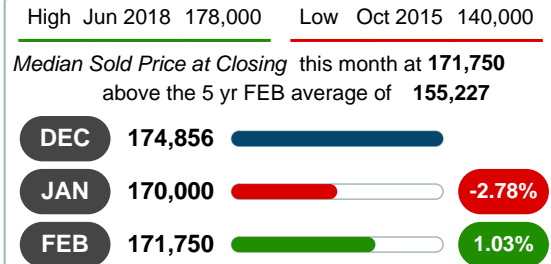 High Jun 2018 178,000 Low Oct 2015 140,000
Median Sold Price at Closing this month at 171,750
above the 5 yr FEB average of 155,227
DEC 174,856
JAN 170,000 -2.78%
FEB 171,750 1.03%